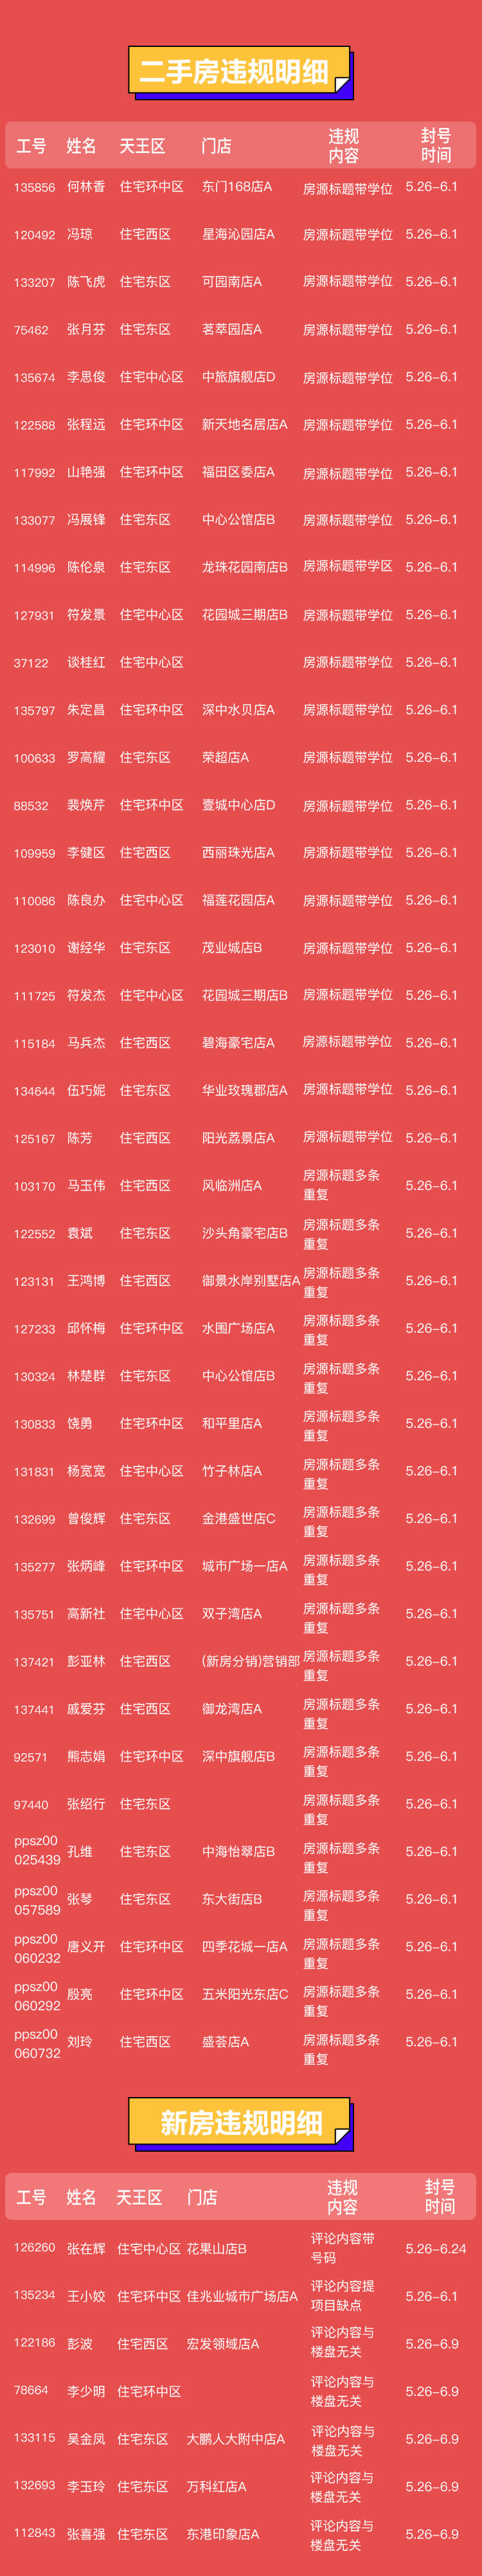 二手房违规明细
工号 姓名 天王区 门店 违规内容 封号时间
135856 何林香 住宅环中区 东门168店A 房源标题带学位 5.26-6.1
120492 冯琼 住宅西区 星海沁园店A 房源标题带学位 5.26-6.1
133207 陈飞虎 住宅东区 可园南店A 房源标题带学位 5.26-6.1
75462 张月芬 住宅东区 茗萃园店A 房源标题带学位 5.26-6.1
135674 李思俊 住宅中心区 中旅旗舰店D 房源标题带学位 5.26-6.1
122588 张程远 住宅环中区 新天地名居店A 房源标题带学位 5.26-6.1
117992 山艳强 住宅环中区 福田区委店A 房源标题带学位 5.26-6.1
133077 冯展锋 住宅东区 中心公馆店B 房源标题带学位 5.26-6.1
114996 陈伦泉 住宅东区 龙珠花园南店B 房源标题带学区 5.26-6.1
127931 符发景 住宅中心区 花园城三期店B 房源标题带学位 5.26-6.1
37122 谈桂红 住宅中心区 房源标题带学位 5.26-6.1
135797 朱定昌 住宅环中区 深中水贝店A 房源标题带学位 5.26-6.1
100633 罗高耀 住宅东区 荣超店A 房源标题带学位 5.26-6.1
88532 裴焕芹 住宅环中区 壹城中心店D 房源标题带学位 5.26-6.1
109959 李健区 住宅西区 西丽珠光店A 房源标题带学位 5.26-6.1
110086 陈良办 住宅中心区 福莲花园店A 房源标题带学位 5.26-6.1
123010 谢经华 住宅东区 茂业城店B 房源标题带学位 5.26-6.1
111725 符发杰 住宅中心区 花园城三期店B 房源标题带学位 5.26-6.1
115184 马兵杰 住宅西区 碧海豪宅店A 房源标题带学位 5.26-6.1
134644 伍巧妮 住宅东区 华业玫瑰郡店A 房源标题带学位 5.26-6.1
125167 陈芳 住宅西区 阳光荔景店A 房源标题带学位 5.26-6.1
103170 马玉伟 住宅西区 风临洲店A 房源标题多条重复 5.26-6.1
122552 袁斌 住宅东区 沙头角豪宅店B 房源标题多条重复 5.26-6.1
123131 王鸿博 住宅西区 御景水岸别墅店A 房源标题多条重复 5.26-6.1
127233 邱怀梅 住宅环中区 水围广场店A 房源标题多条重复 5.26-6.1
130324 林楚群 住宅东区 中心公馆店B 房源标题多条重复 5.26-6.1
130833 饶勇 住宅环中区 和平里店A 房源标题多条重复 5.26-6.1
131831 杨宽宽 住宅中心区 竹子林店A 房源标题多条重复 5.26-6.1
132699 曾俊辉 住宅东区 金港盛世店C 房源标题多条重复 5.26-6.1
135277 张炳峰 住宅环中区 城市广场一店A 房源标题多条重复 5.26-6.1
135751 高新社 住宅中心区 双子湾店A 房源标题多条重复 5.26-6.1
137421 彭亚林 住宅西区 (新房分销)营销部 房源标题多条重复 5.26-6.1
137441 戚爱芬 住宅西区 御龙湾店A 房源标题多条重复 5.26-6.1
92571 熊志娟 住宅环中区 深中旗舰店B 房源标题多条重复 5.26-6.1
97440 张绍行 住宅东区 房源标题多条重复 5.26-6.1
ppsz00025439 孔维 住宅东区 中海怡翠店B 房源标题多条重复 5.26-6.1
ppsz00057589 张琴 住宅东区 东大街店B 房源标题多条重复 5.26-6.1
ppsz00060232 唐义开 住宅环中区 四季花城一店A 房源标题多条重复 5.26-6.1
ppsz00060292 殷亮 住宅环中区 五米阳光东店C 房源标题多条重复 5.26-6.1
ppsz00060732 刘玲 住宅西区 盛荟店A 房源标题多条重复 5.26-6.1
新房违规明细
工号 姓名 天王区 门店 违规内容 封号时间
126260 张在辉 住宅中心区 花果山店B 评论内容带号码 5.26-6.24
135234 王小姣 住宅环中区 佳兆业城市广场店A 评论内容提项目缺点 5.26-6.1
122186 彭波 住宅西区 宏发领域店A 评论内容与楼盘无关 5.26-6.9
78664 李少明 住宅环中区 评论内容与楼盘无关 5.26-6.9
133115 吴金凤 住宅东区 大鹏人大附中店A 评论内容与楼盘无关 5.26-6.9
132693 李玉玲 住宅东区 万科红店A 评论内容与楼盘无关 5.26-6.9
112843 张喜强 住宅东区 东港印象店A 评论内容与楼盘无关 5.26-6.9